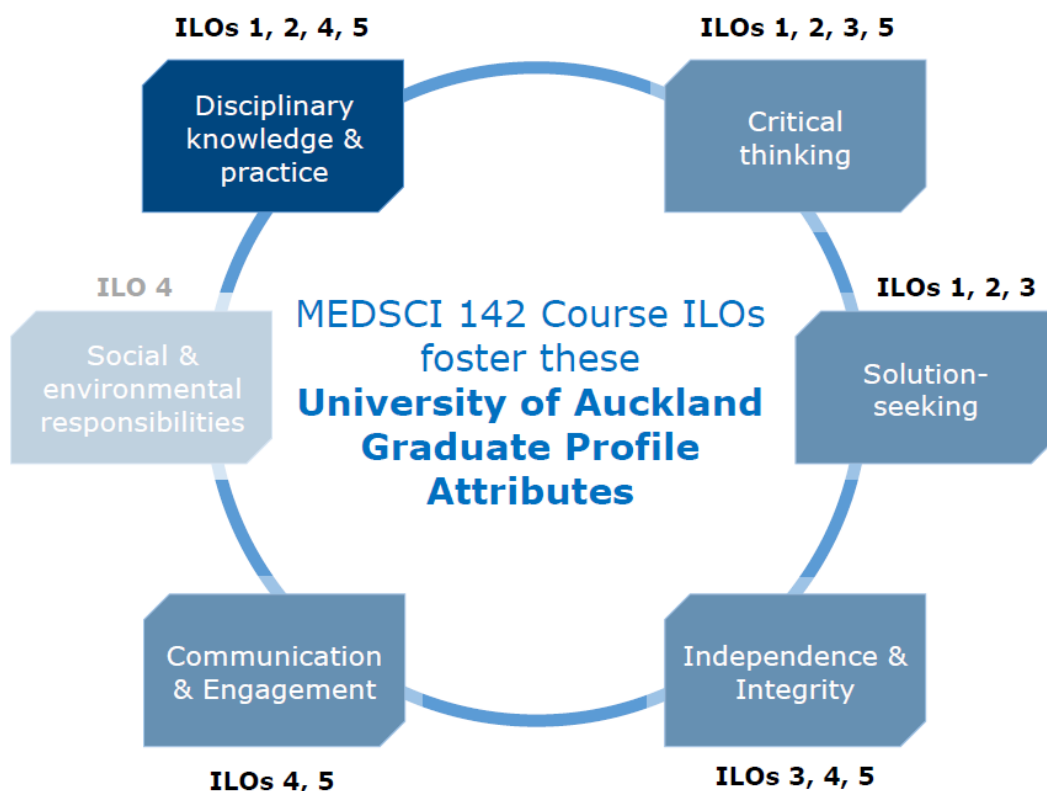 ILOs 1, 2, 4, 5
Disciplinary
knowledge &
practice
ILOs 1, 2, 3, 5
Critical
thinking
ILO 4
Social &
environmental
responsibilities
MEDSCI 142 Course ILOs
foster these
University of Auckland
Graduate Profile
Attributes
ILOs 1, 2, 3
Solution-
seeking
Communication
& Engagement
ILOs 4, 5
Independence &
Integrity
ILOs 3, 4, 5